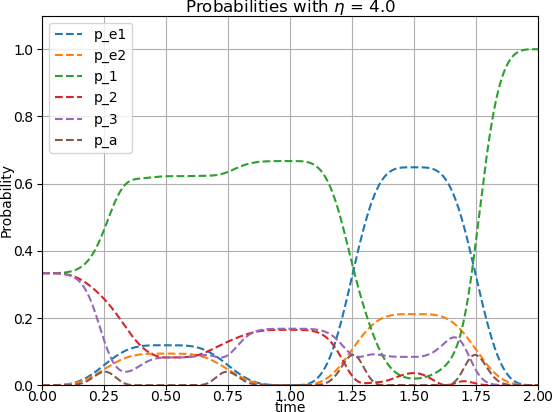 Probabilities with η = 4.0
p_e1
p_e2
p_1
p_2
p_3
p_a
Probability
1.0
0.8
0.6
0.4
0.2
0.0
0.00 0.25 0.50 0.75 1.00 1.25 1.50 1.75 2.00
time